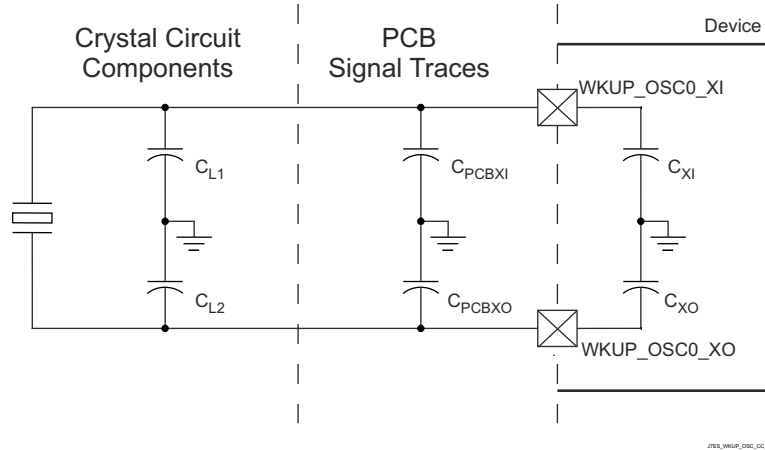 Device
Crystal Circuit
Components
PCB
Signal Traces
WKUP_OSC0_XI
CL1
CPCBXI
CXI
CL2
CPCBXO
CXO
WKUP_OSC0_XO